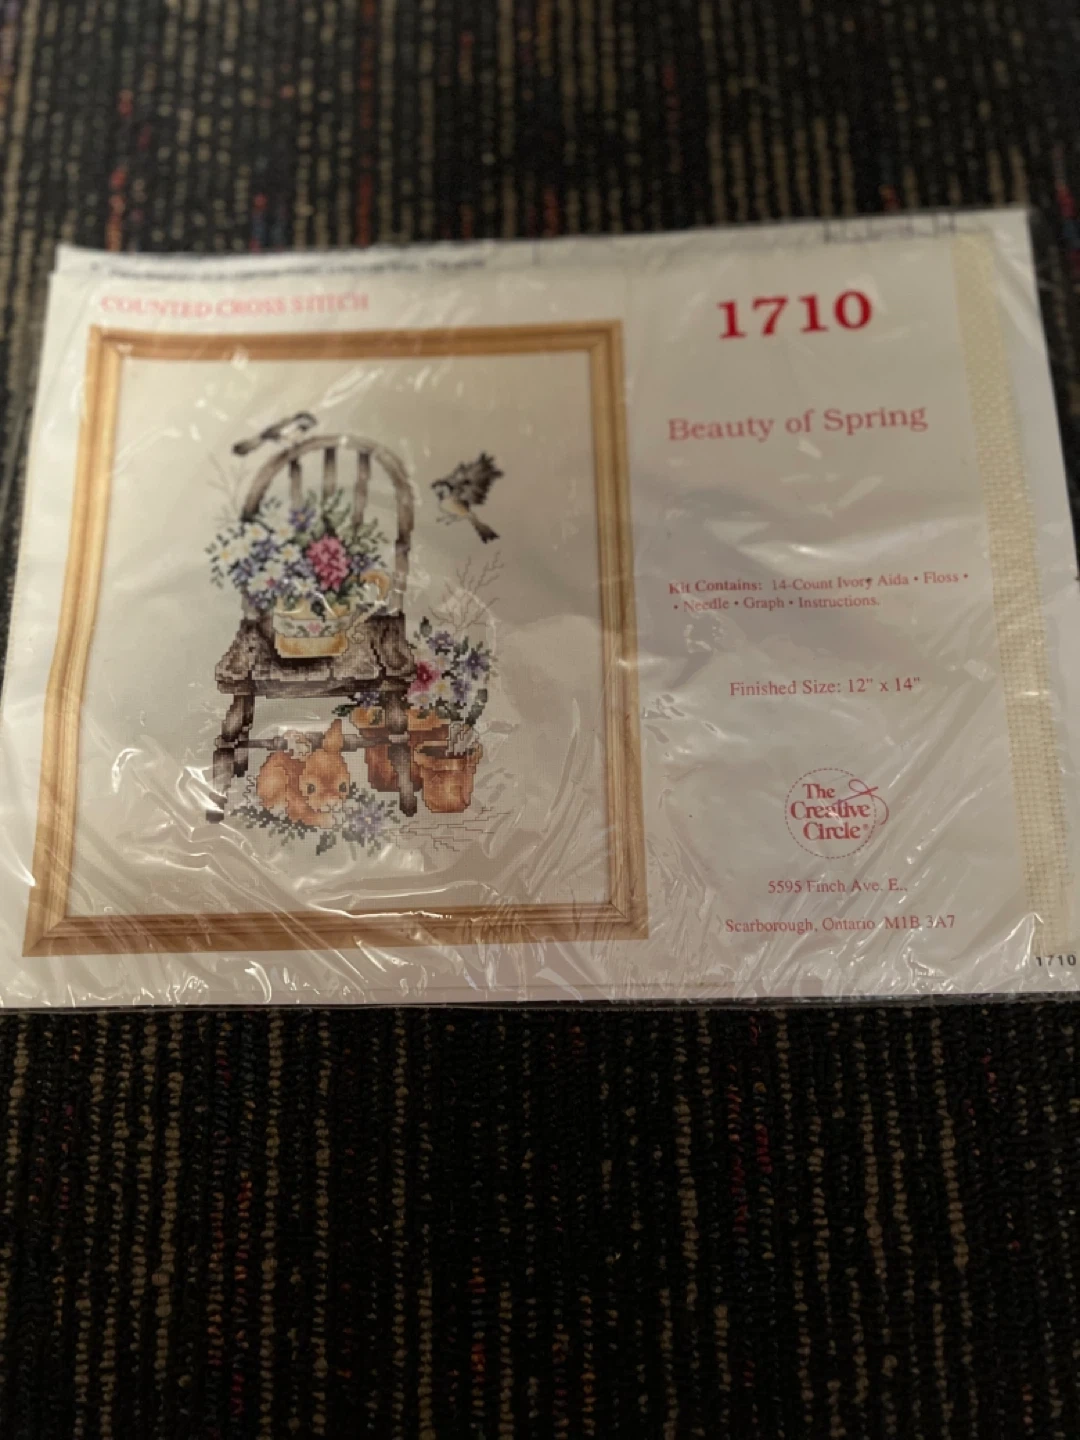 COUNTED CROSS STITCH
1710
Beauty of Spring
Kit Contains: 14-Count Ivory Aida • Floss •
• Needle • Graph • Instructions.
Finished Size: 12" x 14"
The
Creative
Circle®
5595 Finch Ave. E.,
Scarborough, Ontario M1B 3A7
1710